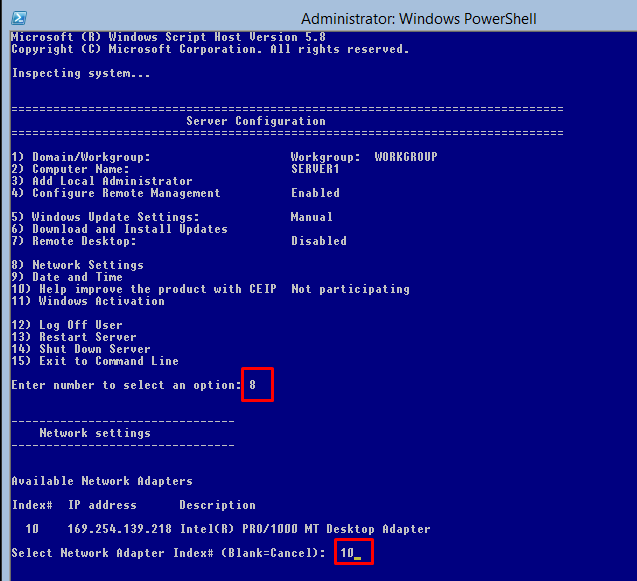 Administrator: Windows PowerShell
Microsoft (R) Windows Script Host Version 5.8
Copyright (C) Microsoft Corporation. All rights reserved.
Inspecting system...
===============================================================================
Server Configuration
===============================================================================
1) Domain/Workgroup: Workgroup: WORKGROUP
2) Computer Name: SERVER1
3) Add Local Administrator
4) Configure Remote Management Enabled
5) Windows Update Settings: Manual
6) Download and Install Updates
7) Remote Desktop: Disabled
8) Network Settings
9) Date and Time
10) Help improve the product with CEIP Not participating
11) Windows Activation
12) Log Off User
13) Restart Server
14) Shut Down Server
15) Exit to Command Line
Enter number to select an option: 8
--------------------------------
Network settings
--------------------------------
Available Network Adapters
Index# IP address Description
10 169.254.139.218 Intel(R) PRO/1000 MT Desktop Adapter
Select Network Adapter Index# (Blank=Cancel): 10_